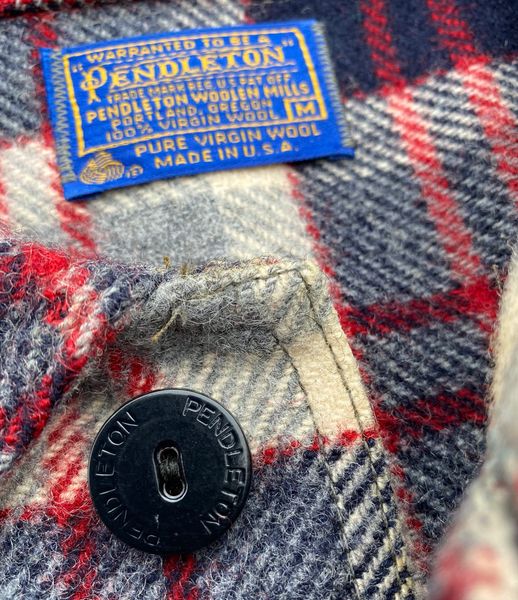 "WARRANTED TO BE A
PENDLETON"
TRADE MARK REG. U.S. PAT. OFF.
PENDLETON WOOLEN MILLS
PORTLAND, OREGON
100% VIRGIN WOOL
M
PURE VIRGIN WOOL
MADE IN U.S.A.
PENDLETON
PENDLETON
PENDLETON